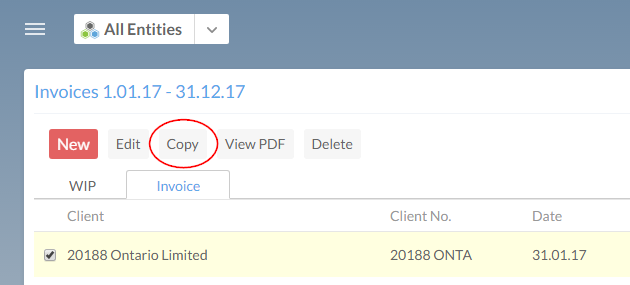 All Entities
Invoices 1.01.17 - 31.12.17
New Edit Copy View PDF Delete
WIP Invoice
Client Client No. Date
20188 Ontario Limited 20188 ONTA 31.01.17